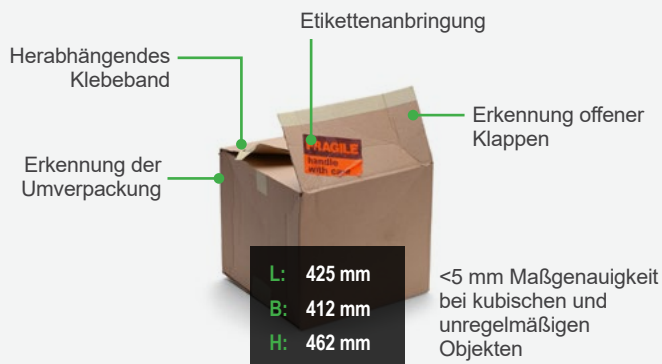 Etikettenanbringung
Herabhängendes
Klebeband
Erkennung offener
Klappen
Erkennung der
Umverpackung
FRAGILE
handle
with care
L: 425 mm
B: 412 mm
H: 462 mm
<5 mm Maßgenauigkeit
bei kubischen und
unregelmäßigen
Objekten